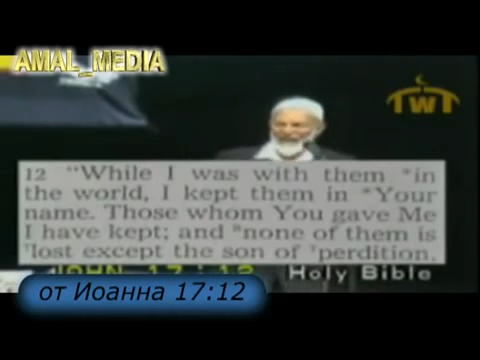 AMAL_MEDIA
TWT
12 "While I was with them *in
the world, I kept them in *Your
name. Those whom You gave Me
I have kept; and *none of them is
lost except the son of perdition,
JOHN 17:12
Holy Bible
от Иоанна 17:12